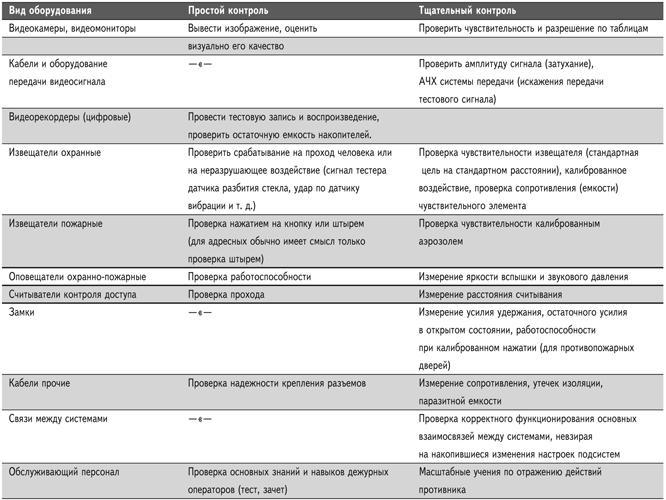 Вид оборудования Простой контроль Тщательный контроль
Видеокамеры, видеомониторы Вывести изображение, оценить Проверить чувствительность и разрешение по таблицам
визуально его качество
Кабели и оборудование —«— Проверить амплитуду сигнала (затухание),
передачи видеосигнала АЧХ системы передачи (искажения передачи
тестового сигнала)
Видеорекордеры (цифровые) Провести тестовую запись и воспроизведение,
проверить остаточную емкость накопителей.
Извещатели охранные Проверить срабатывание на проход человека или Проверка чувствительности извещателя (стандартная
на неразрушающее воздействие (сигнал тестера цель на стандартном расстоянии), калиброванное
датчика разбития стекла, удар по датчику воздействие, проверка сопротивления (емкости)
вибрации и т. д.) чувствительного элемента
Извещатели пожарные Проверка нажатием на кнопку или штырем Проверка чувствительности калиброванным
(для адресных обычно имеет смысл только аэрозолем
проверка штырем)
Оповещатели охранно-пожарные Проверка работоспособности Измерение яркости вспышки и звукового давления
Считыватели контроля доступа Проверка прохода Измерение расстояния считывания
Замки —«— Измерение усилия удержания, остаточного усилия
в открытом состоянии, работоспособности
при калиброванном нажатии (для противопожарных
дверей)
Кабели прочие Проверка надежности крепления разъемов Измерение сопротивления, утечек изоляции,
паразитной емкости
Связи между системами —«— Проверка корректного функционирования основных
взаимосвязей между системами, невзирая
на накопившиеся изменения настроек подсистем
Обслуживающий персонал Проверка основных знаний и навыков дежурных Масштабные учения по отражению действий
операторов (тест, зачет) противника